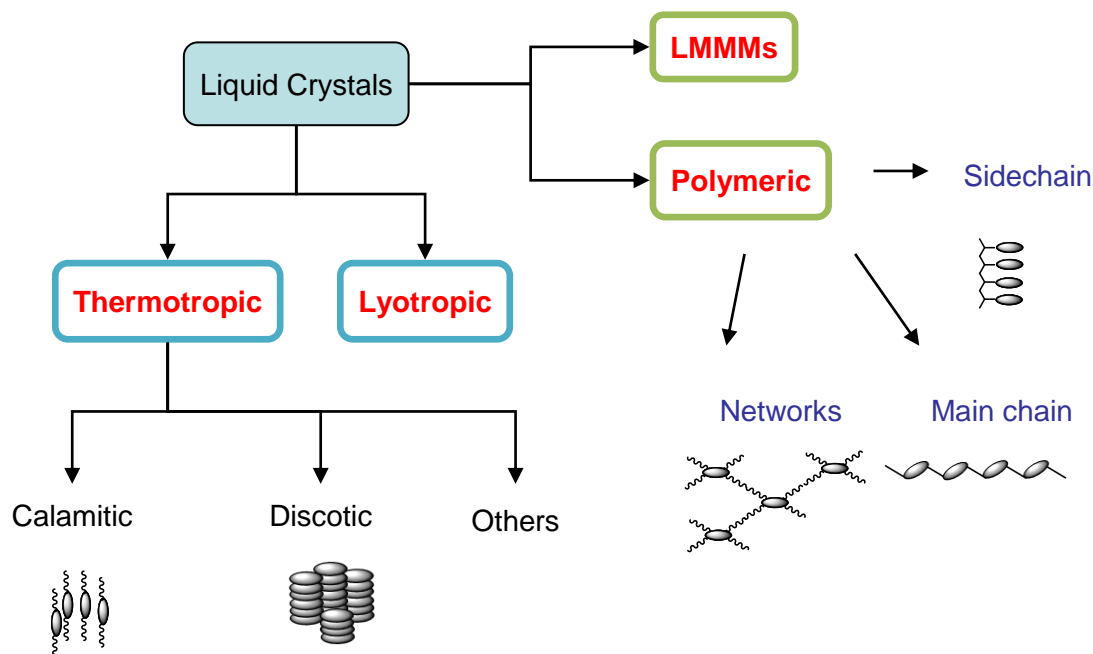 LMMMs
Liquid Crystals
Polymeric
Sidechain
Thermotropic
Lyotropic
Networks
Main chain
Calamitic
Discotic
Others